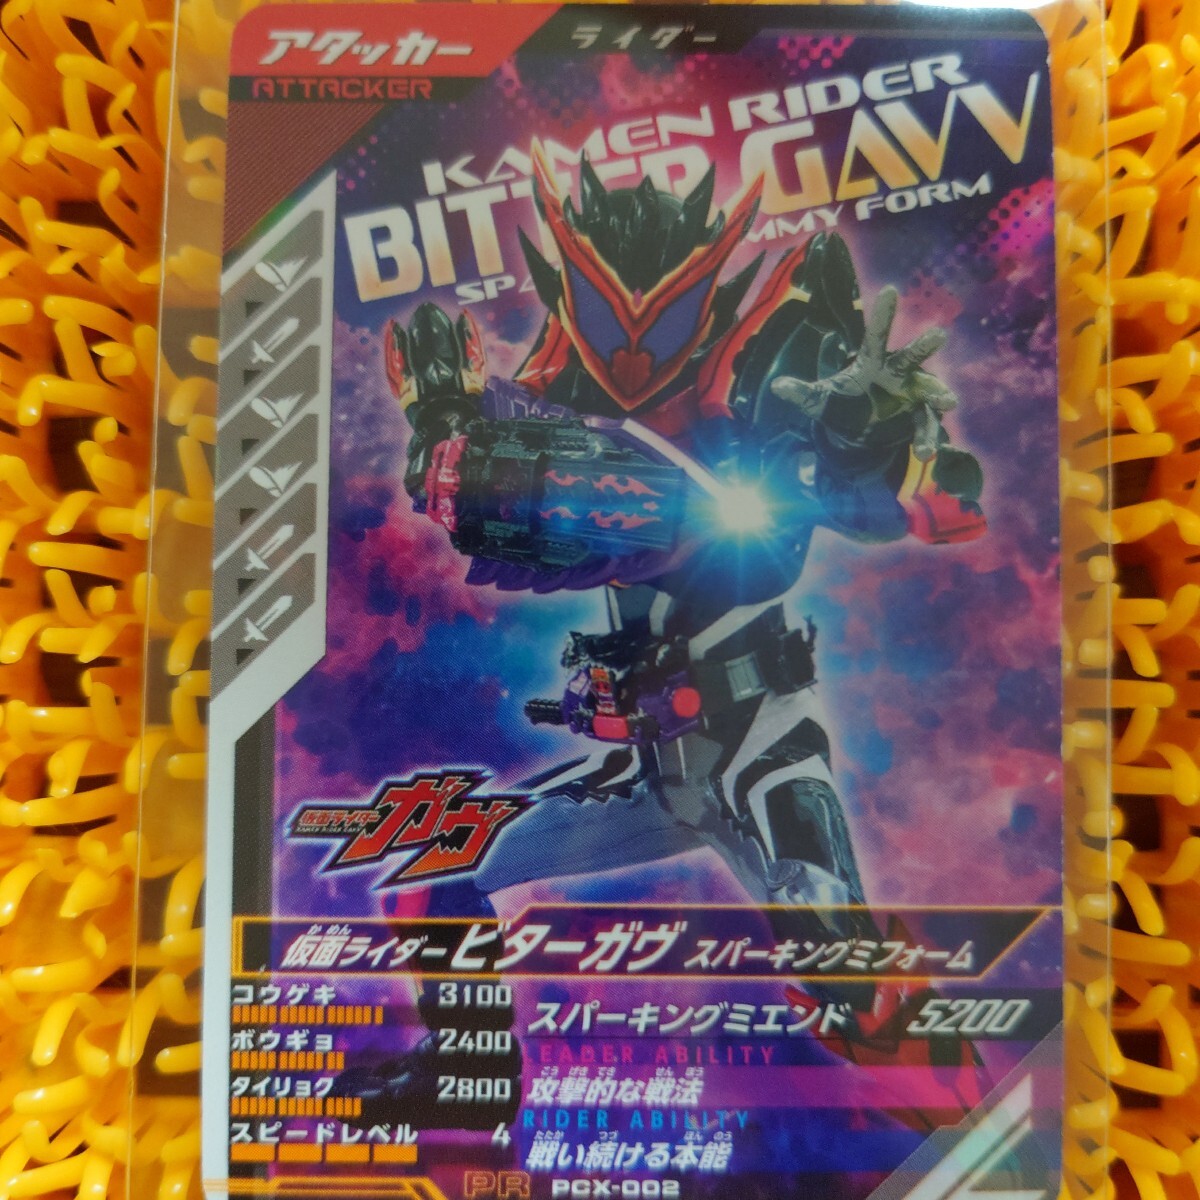 アタッカー
ATTACKER
ライダー
KAMEN RIDER
GAVV
FORM
仮面ライダー
ガヴ
か めん
仮面ライダー ビターガヴ スパーキングミフォーム
コウゲキ 3100
ボウギョ 2400
タイリョク 2800
スピードレベル 4
スパーキングミエンド 5200
LEADER ABILITY
こう げき てき せん ぽう
攻撃的な戦法
RIDER ABILITY
たたか つづ ほん のう
戦い続ける本能
PR PCX-002